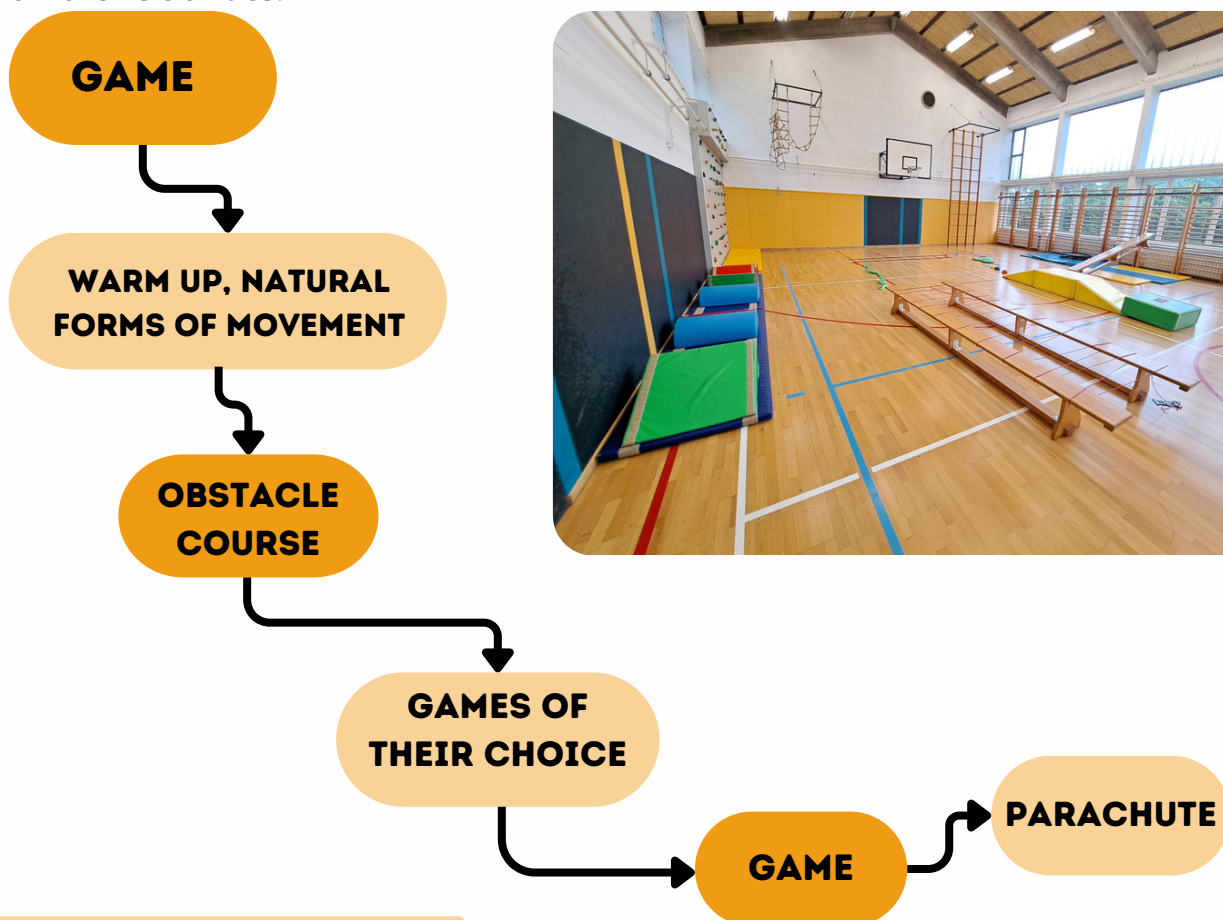 GAME
WARM UP, NATURAL
FORMS OF MOVEMENT
OBSTACLE
COURSE
GAMES OF
THEIR CHOICE
GAME
PARACHUTE